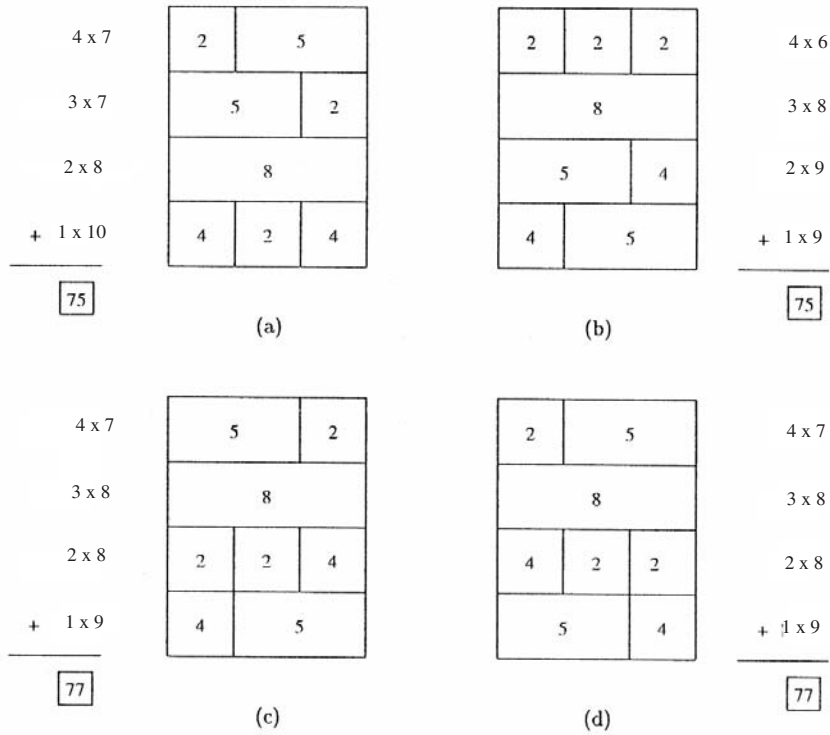 4 x 7 2 5
3 x 7 5 2
2 x 8 8
+ 1 x 10 4 2 4
75
(a)
2 2 2 4 x 6
8 3 x 8
5 4 2 x 9
4 5 + 1 x 9
75
(b)
4 x 7 5 2
3 x 8 8
2 x 8 2 2 4
+ 1 x 9 4 5
77
(c)
2 5 4 x 7
8 3 x 8
4 2 2 2 x 8
5 4 + 1 x 9
77
(d)